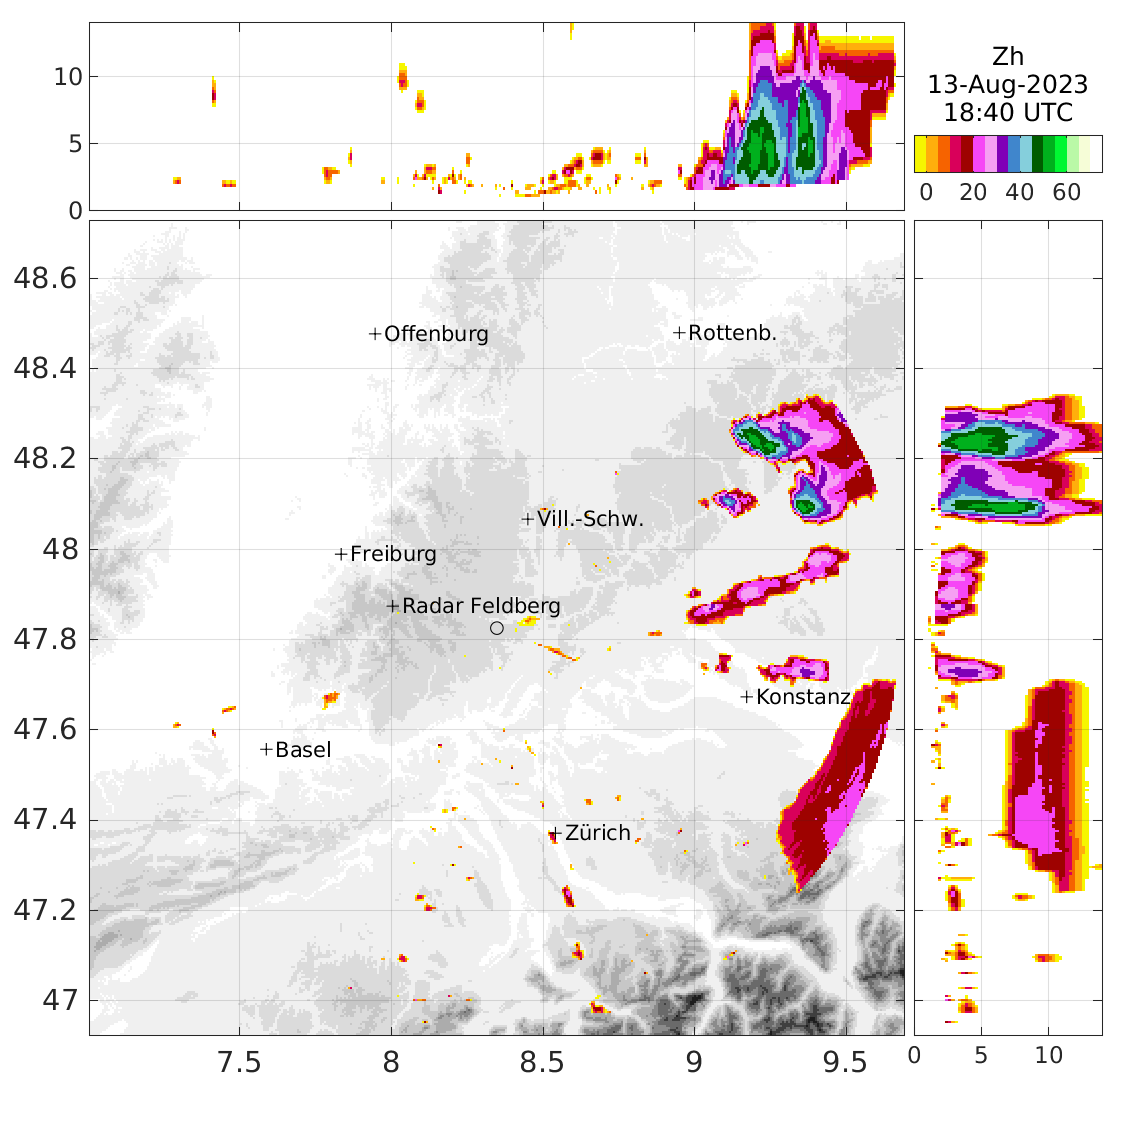 10
5
0
Zh
13-Aug-2023
18:40 UTC
0 20 40 60
48.6
48.4
48.2
48
47.8
47.6
47.4
47.2
47
+Offenburg
+Rottenb.
+Vill.-Schw.
+Freiburg
+Radar Feldberg
+Konstanz
+Basel
+Zürich
7.5 8 8.5 9 9.5
0 5 10